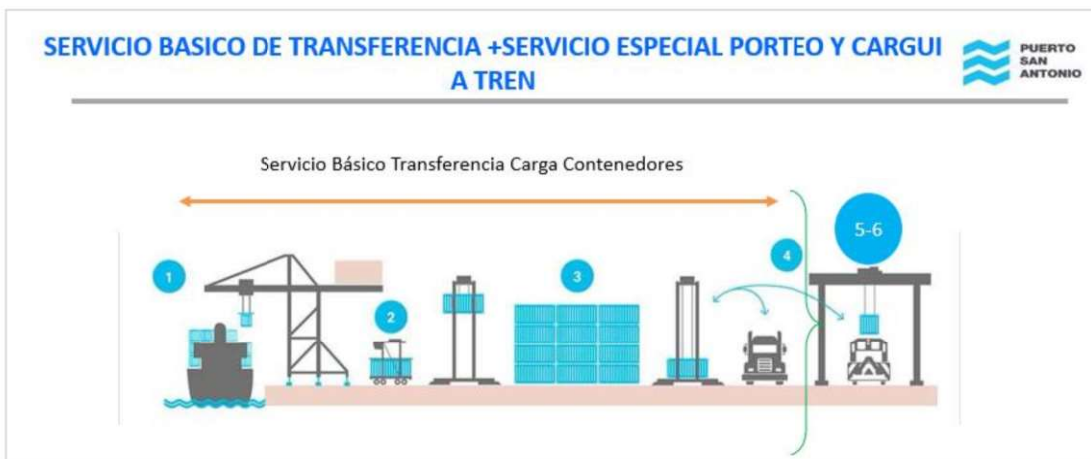 SERVICIO BASICO DE TRANSFERENCIA +SERVICIO ESPECIAL PORTEO Y CARGUI
A TREN
PUERTO
SAN
ANTONIO
Servicio Básico Transferencia Carga Contenedores
1
2
3
4
5-6